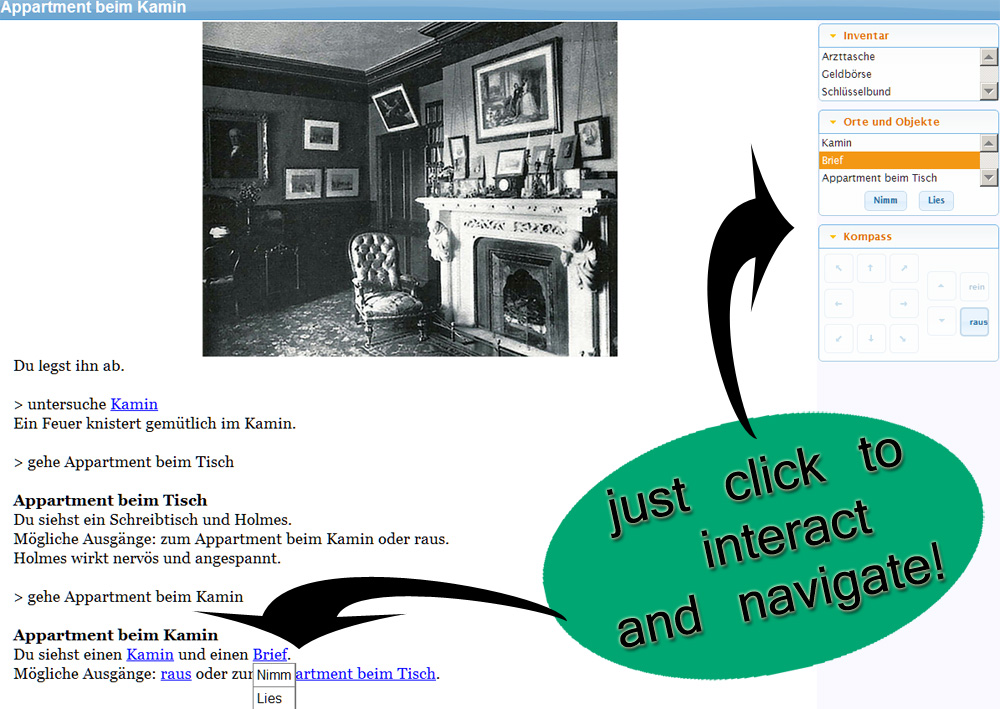 Appartment beim Kamin
Inventar
Arzttasche
Geldbörse
Schlüsselbund
Orte und Objekte
Kamin
Brief
Appartment beim Tisch
Nimm Lies
Kompass
rein
raus
Du legst ihn ab.
> untersuche Kamin
Ein Feuer knistert gemütlich im Kamin.
> gehe Appartment beim Tisch
Appartment beim Tisch
Du siehst ein Schreibtisch und Holmes.
Mögliche Ausgänge: zum Appartment beim Kamin oder raus.
Holmes wirkt nervös und angespannt.
> gehe Appartment beim Kamin
Appartment beim Kamin
Du siehst einen Kamin und einen Brief.
Mögliche Ausgänge: raus oder zur artment beim Tisch.
Nimm
Lies
just click to
interact
and navigate!